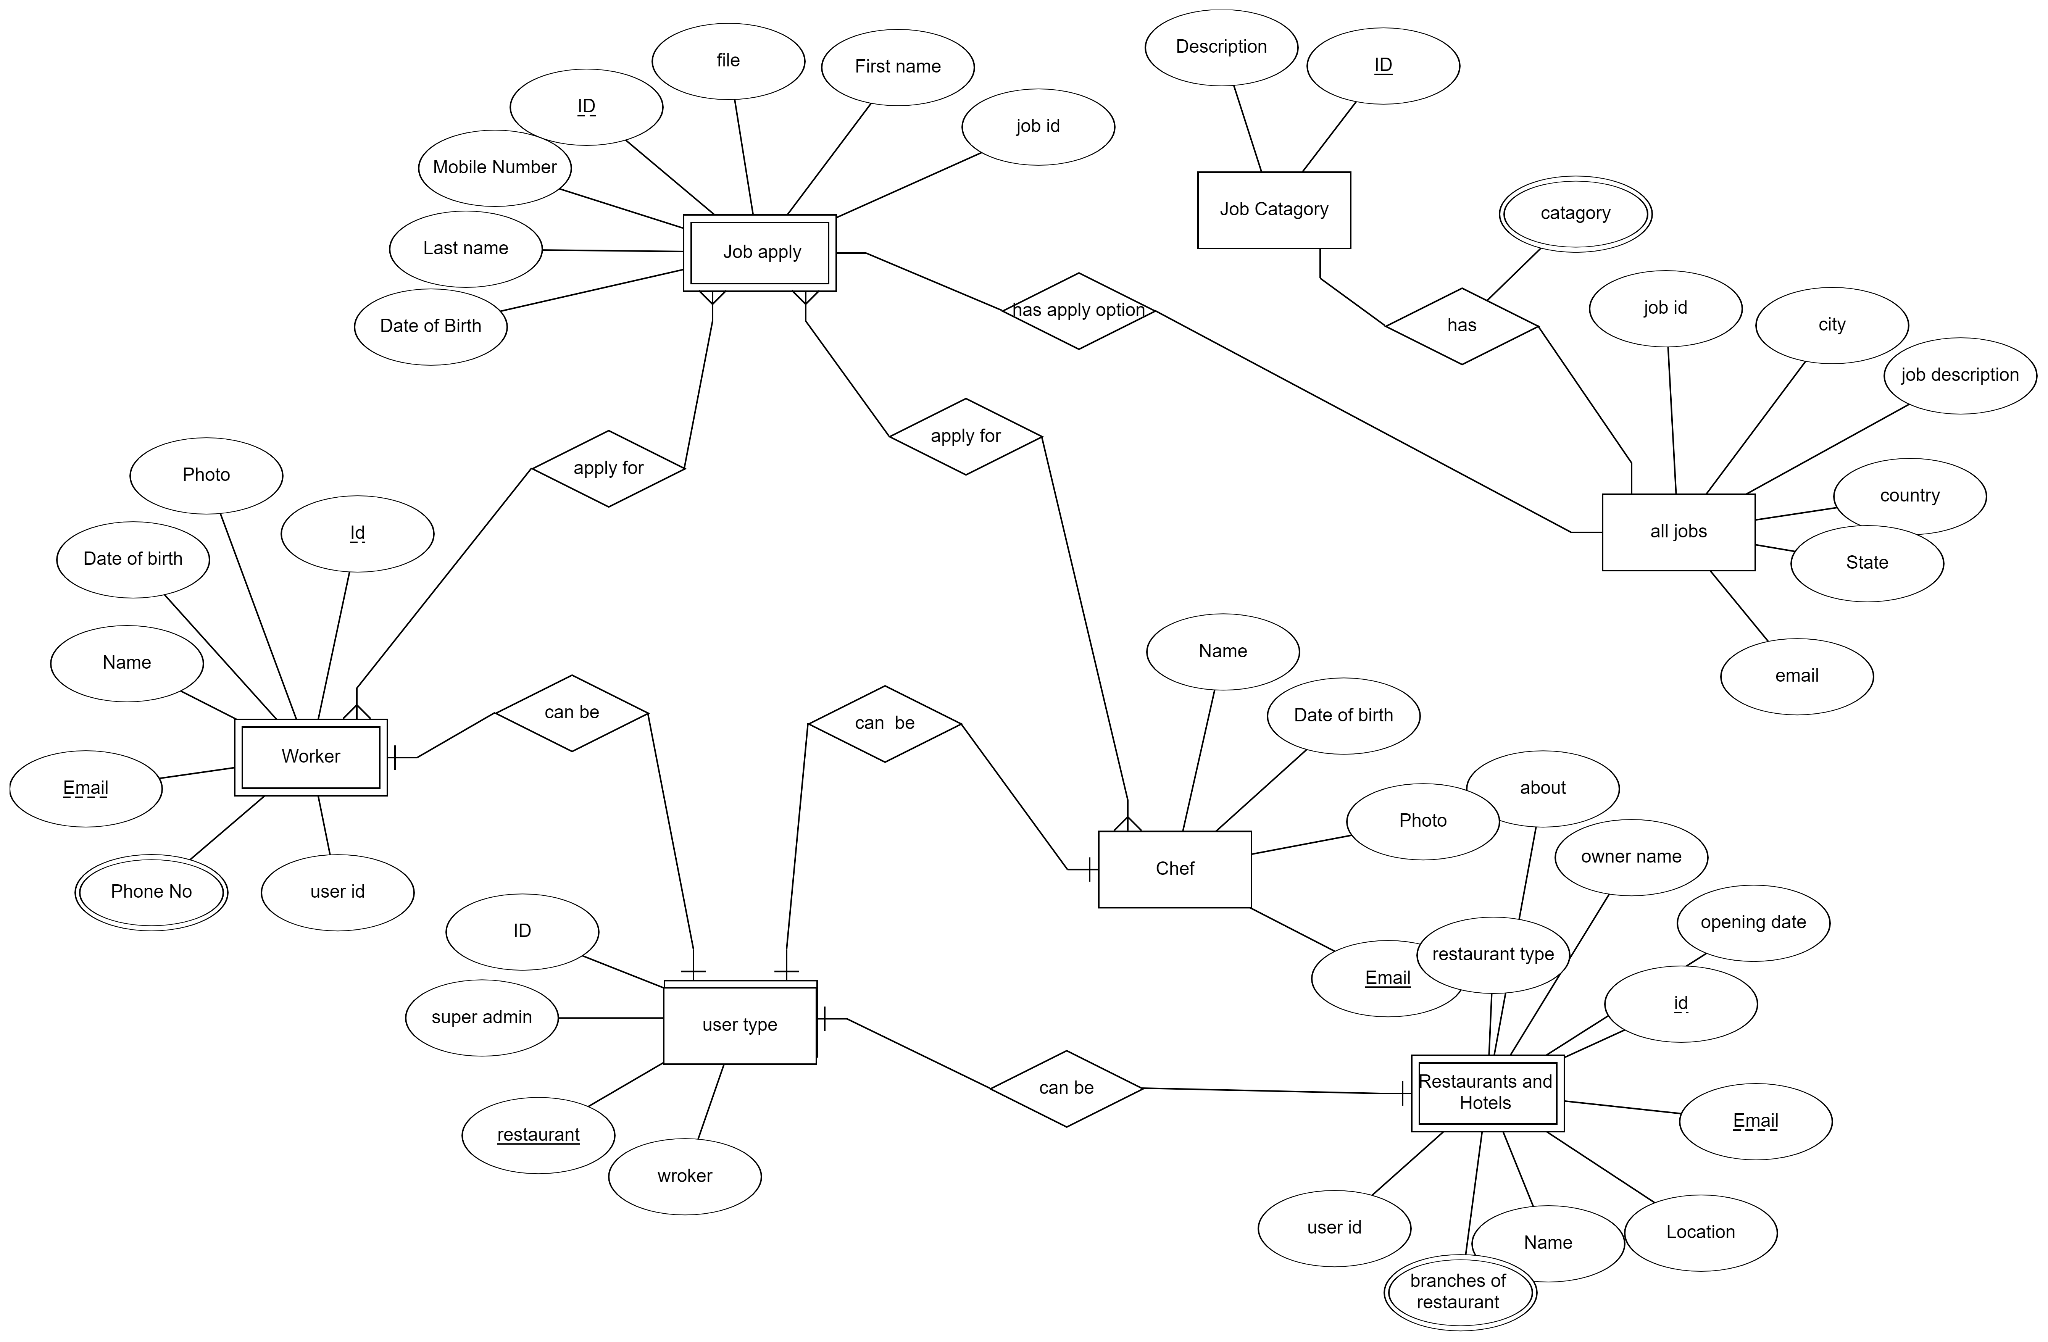 Description
ID
file
First name
ID
job id
Mobile Number
Job Catagory
catagory
Last name
Job apply
has apply option
job id
has
city
Date of Birth
job description
apply for
apply for
Photo
country
Id
all jobs
Date of birth
State
Name
Name
email
can be
can  be
Date of birth
Worker
Email
about
Photo
owner name
Chef
Phone No
user id
opening date
ID
restaurant type
Email
id
super admin
user type
Restaurants and
Hotels
can be
Email
restaurant
wroker
user id
Name
Location
branches of
restaurant